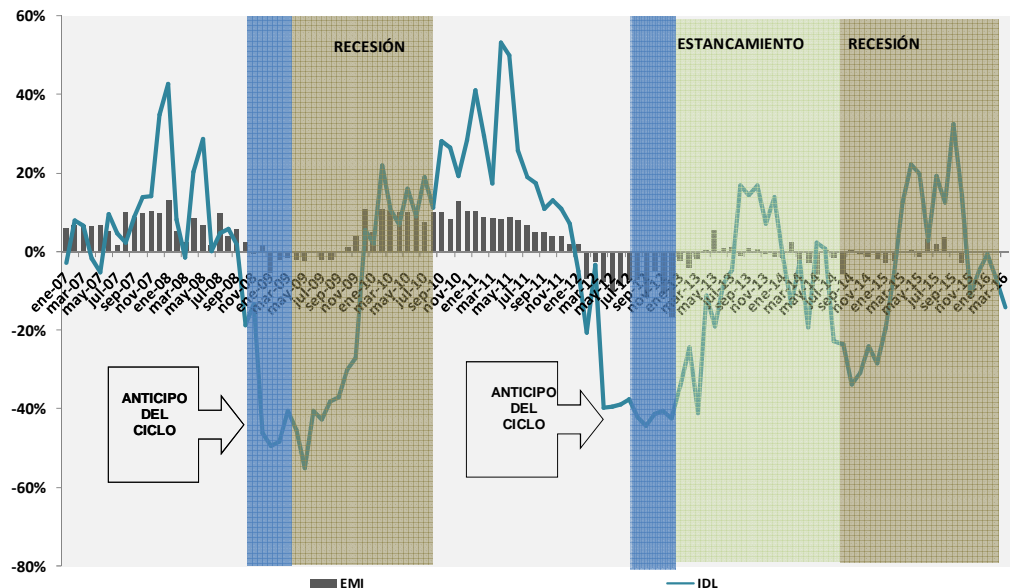 60%
40%
20%
0%
-20%
-40%
-60%
-80%
RECESIÓN
ESTANCAMIENTO
RECESIÓN
ANTICIPO
DEL
CICLO
ANTICIPO
DEL
CICLO
ene-07
mar-07
may-07
jul-07
sep-07
nov-07
ene-08
mar-08
may-08
jul-08
sep-08
nov-08
ene-09
mar-09
may-09
jul-09
sep-09
nov-09
ene-10
mar-10
may-10
jul-10
sep-10
nov-10
ene-11
mar-11
may-11
jul-11
sep-11
nov-11
ene-12
mar-12
may-12
jul-12
sep-12
nov-12
ene-13
mar-13
may-13
jul-13
sep-13
nov-13
ene-14
mar-14
may-14
jul-14
sep-14
nov-14
ene-15
mar-15
may-15
jul-15
sep-15
nov-15
ene-16
mar-16
EMI
IDL